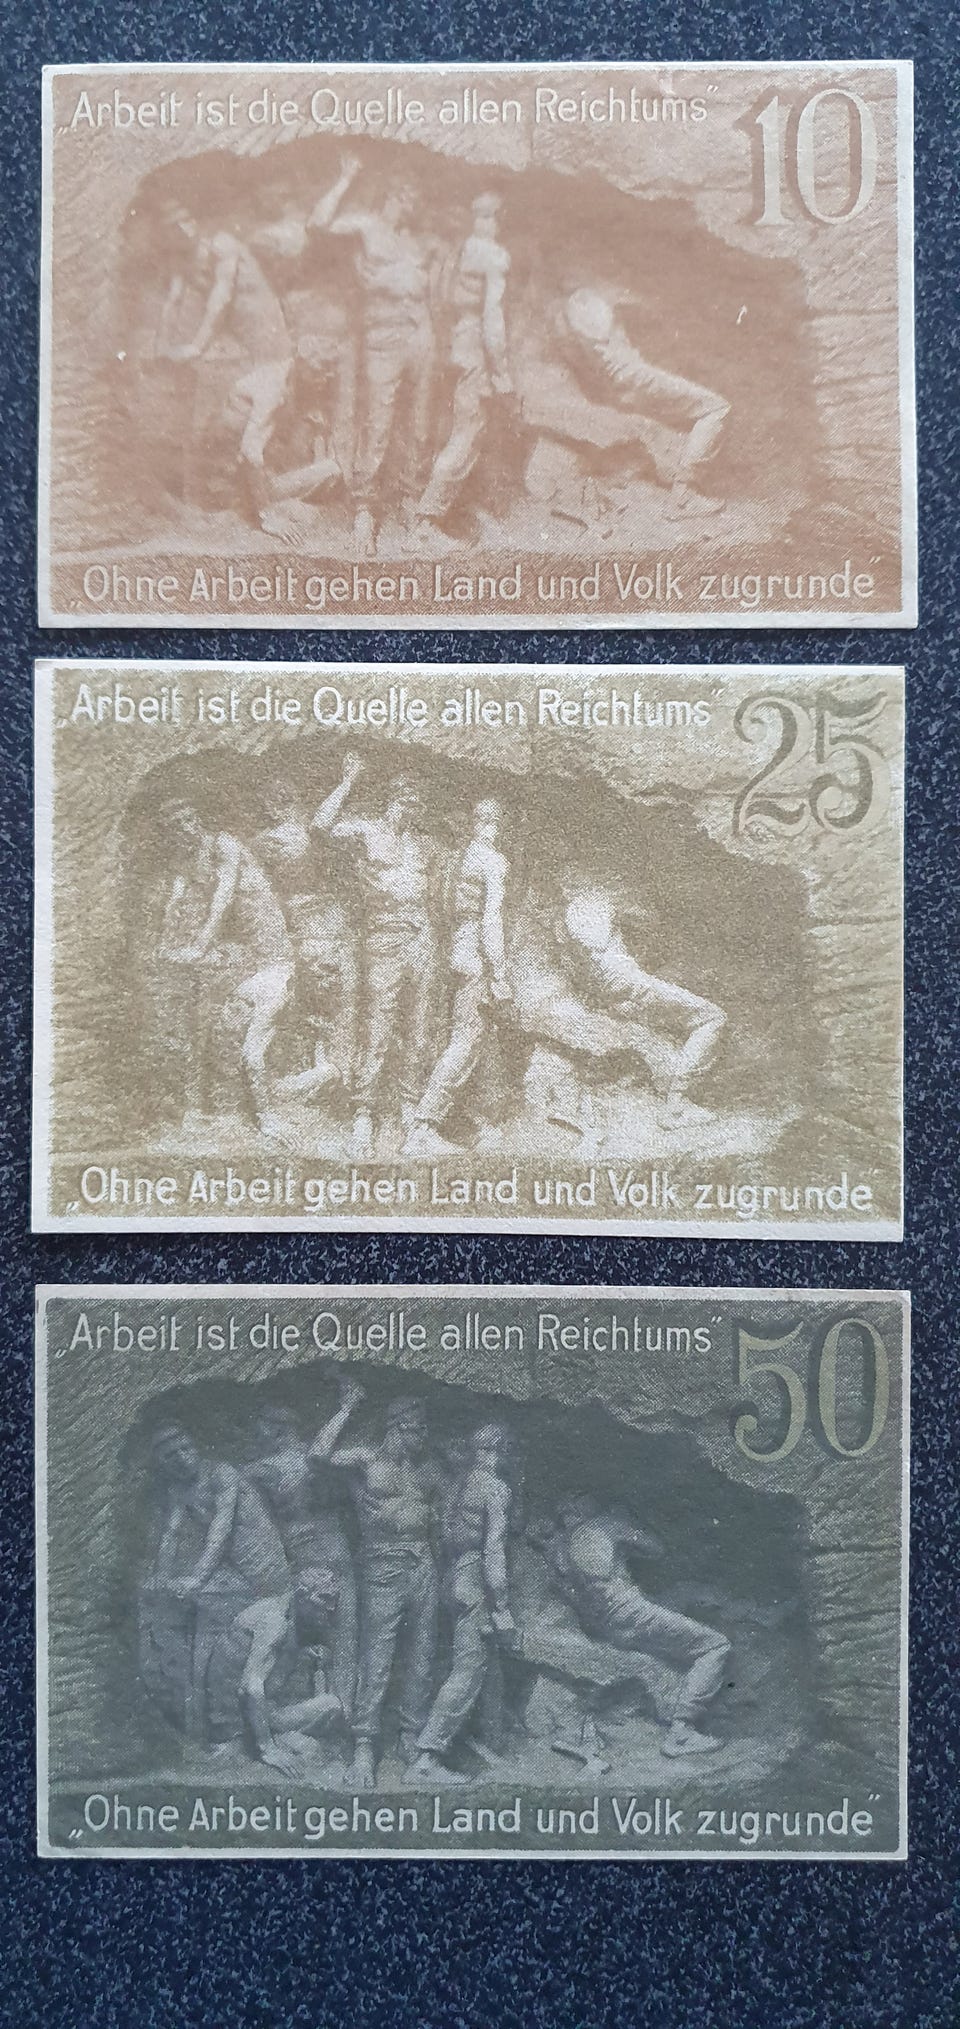 „Arbeit ist die Quelle allen Reichtums"
10
„Ohne Arbeit gehen Land und Volk zugrunde"
„Arbeit ist die Quelle allen Reichtums"
25
„Ohne Arbeit gehen Land und Volk zugrunde"
„Arbeit ist die Quelle allen Reichtums"
50
„Ohne Arbeit gehen Land und Volk zugrunde"